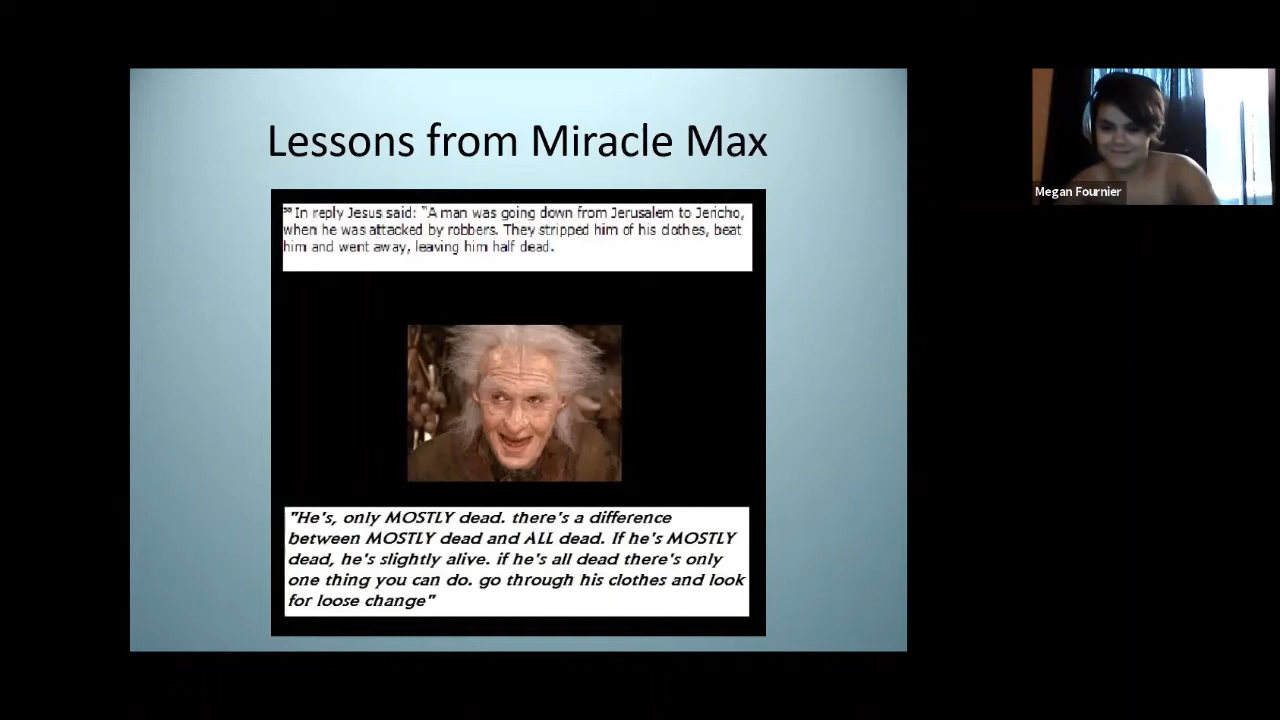 Lessons from Miracle Max
30 In reply Jesus said: "A man was going down from Jerusalem to Jericho,
when he was attacked by robbers. They stripped him of his clothes, beat
him and went away, leaving him half dead.
Megan Fournier
"He's, only MOSTLY dead. there's a difference
between MOSTLY dead and ALL dead. If he's MOSTLY
dead, he's slightly alive. if he's all dead there's only
one thing you can do. go through his clothes and look
for loose change"